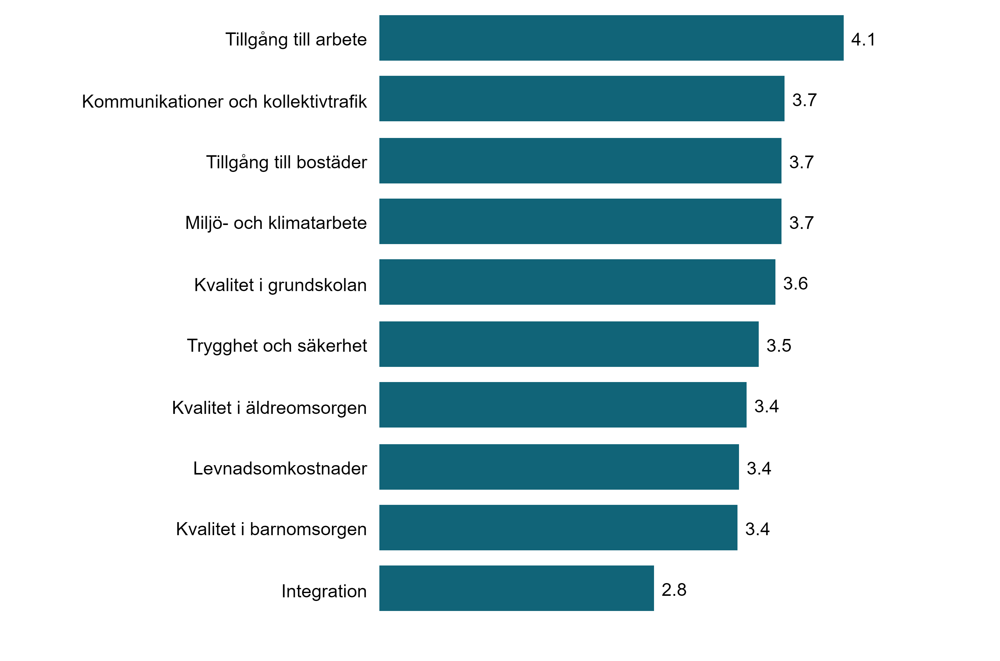 Tillgång till arbete 4.1
Kommunikationer och kollektivtrafik 3.7
Tillgång till bostäder 3.7
Miljö- och klimatarbete 3.7
Kvalitet i grundskolan 3.6
Trygghet och säkerhet 3.5
Kvalitet i äldreomsorgen 3.4
Levnadsomkostnader 3.4
Kvalitet i barnomsorgen 3.4
Integration 2.8